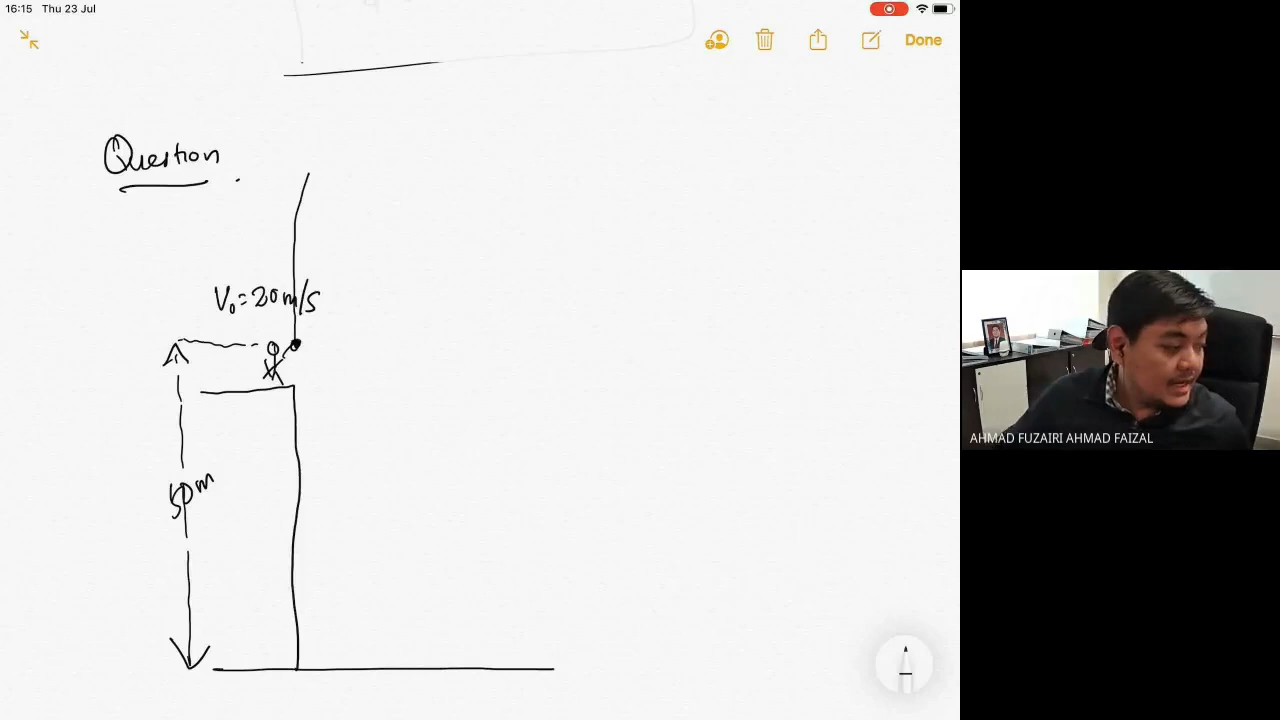 16:15 Thu 23 Jul
Done
Question
V₀=20m/s
50m
AHMAD FUZAIRI AHMAD FAIZAL